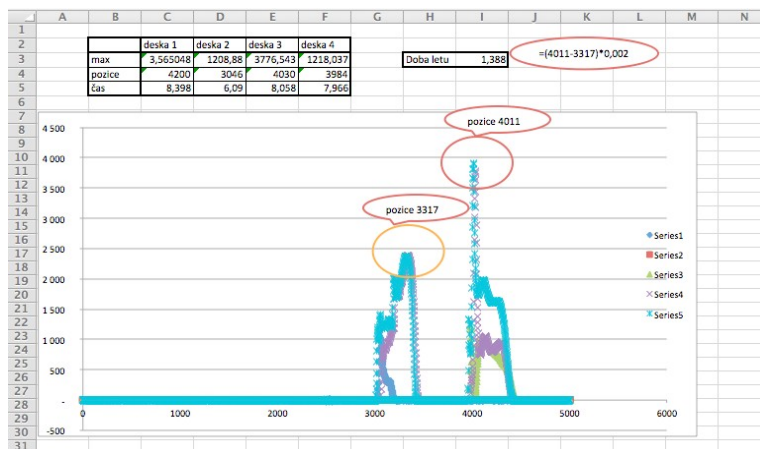 A B C D E F G H I J K L M N
1
2 deska 1 deska 2 deska 3 deska 4
3 max 3,565048 1208,88 3776,543 1218,037 Doba letu 1,388 =(4011-3317)*0,002
4 pozice 4200 3046 4030 3984
5 čas 8,398 6,09 8,058 7,966
6
7
8
9
10
11
12
13
14
15
16
17
18
19
20
21
22
23
24
25
26
27
28
29
30
31
pozice 4011
pozice 3317
4 500
4 000
3 500
3 000
2 500
2 000
1 500
1 000
500
-
-500
0 1000 2000 3000 4000 5000 6000
Series1
Series2
Series3
Series4
Series5